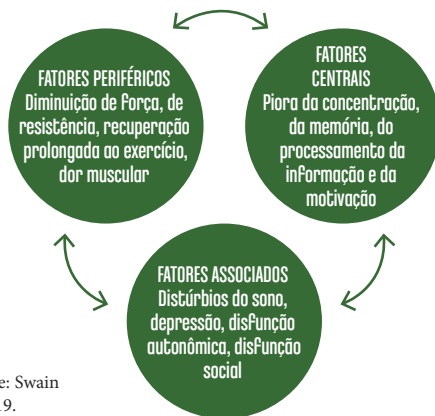 FATORES PERIFÉRICOS
Diminuição de força, de
resistência, recuperação
prolongada ao exercício,
dor muscular
FATORES
CENTRAIS
Piora da concentração,
da memória, do
processamento da
informação e da
motivação
FATORES ASSOCIADOS
Distúrbios do sono,
depressão, disfunção
autonômica, disfunção
social
e: Swain
19.